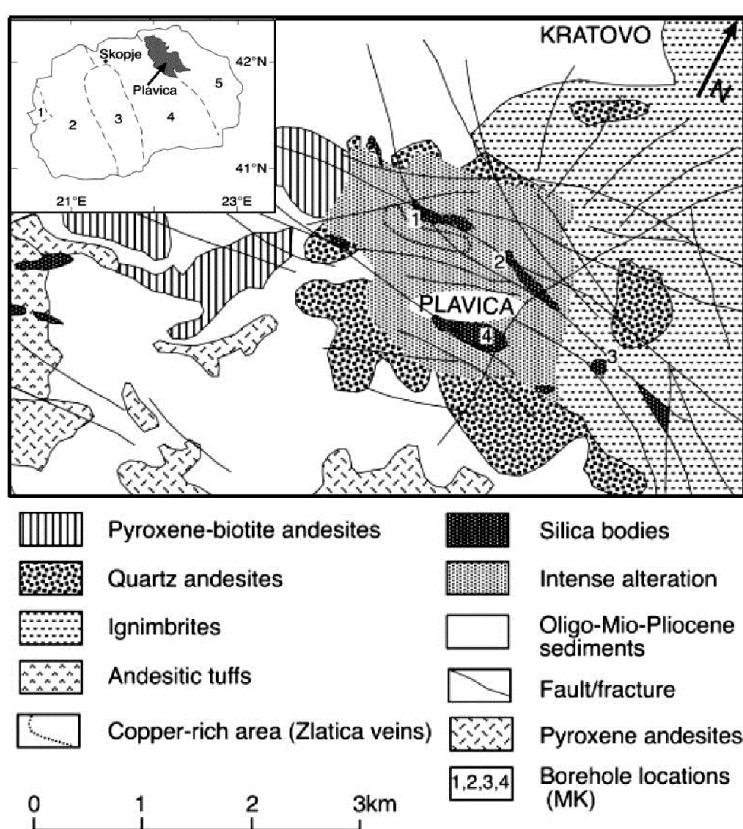 KRATOVO
N
Skopje
42°N
Plavica
5
1
2
3
4
41°N
21°E
23°E
1
2
PLAVICA
4
3
Pyroxene-biotite andesites
Silica bodies
Quartz andesites
Intense alteration
Ignimbrites
Oligo-Mio-Pliocene
sediments
Andesitic tuffs
Fault/fracture
Copper-rich area (Zlatica veins)
Pyroxene andesites
1,2,3,4
Borehole locations
(MK)
0
1
2
3km